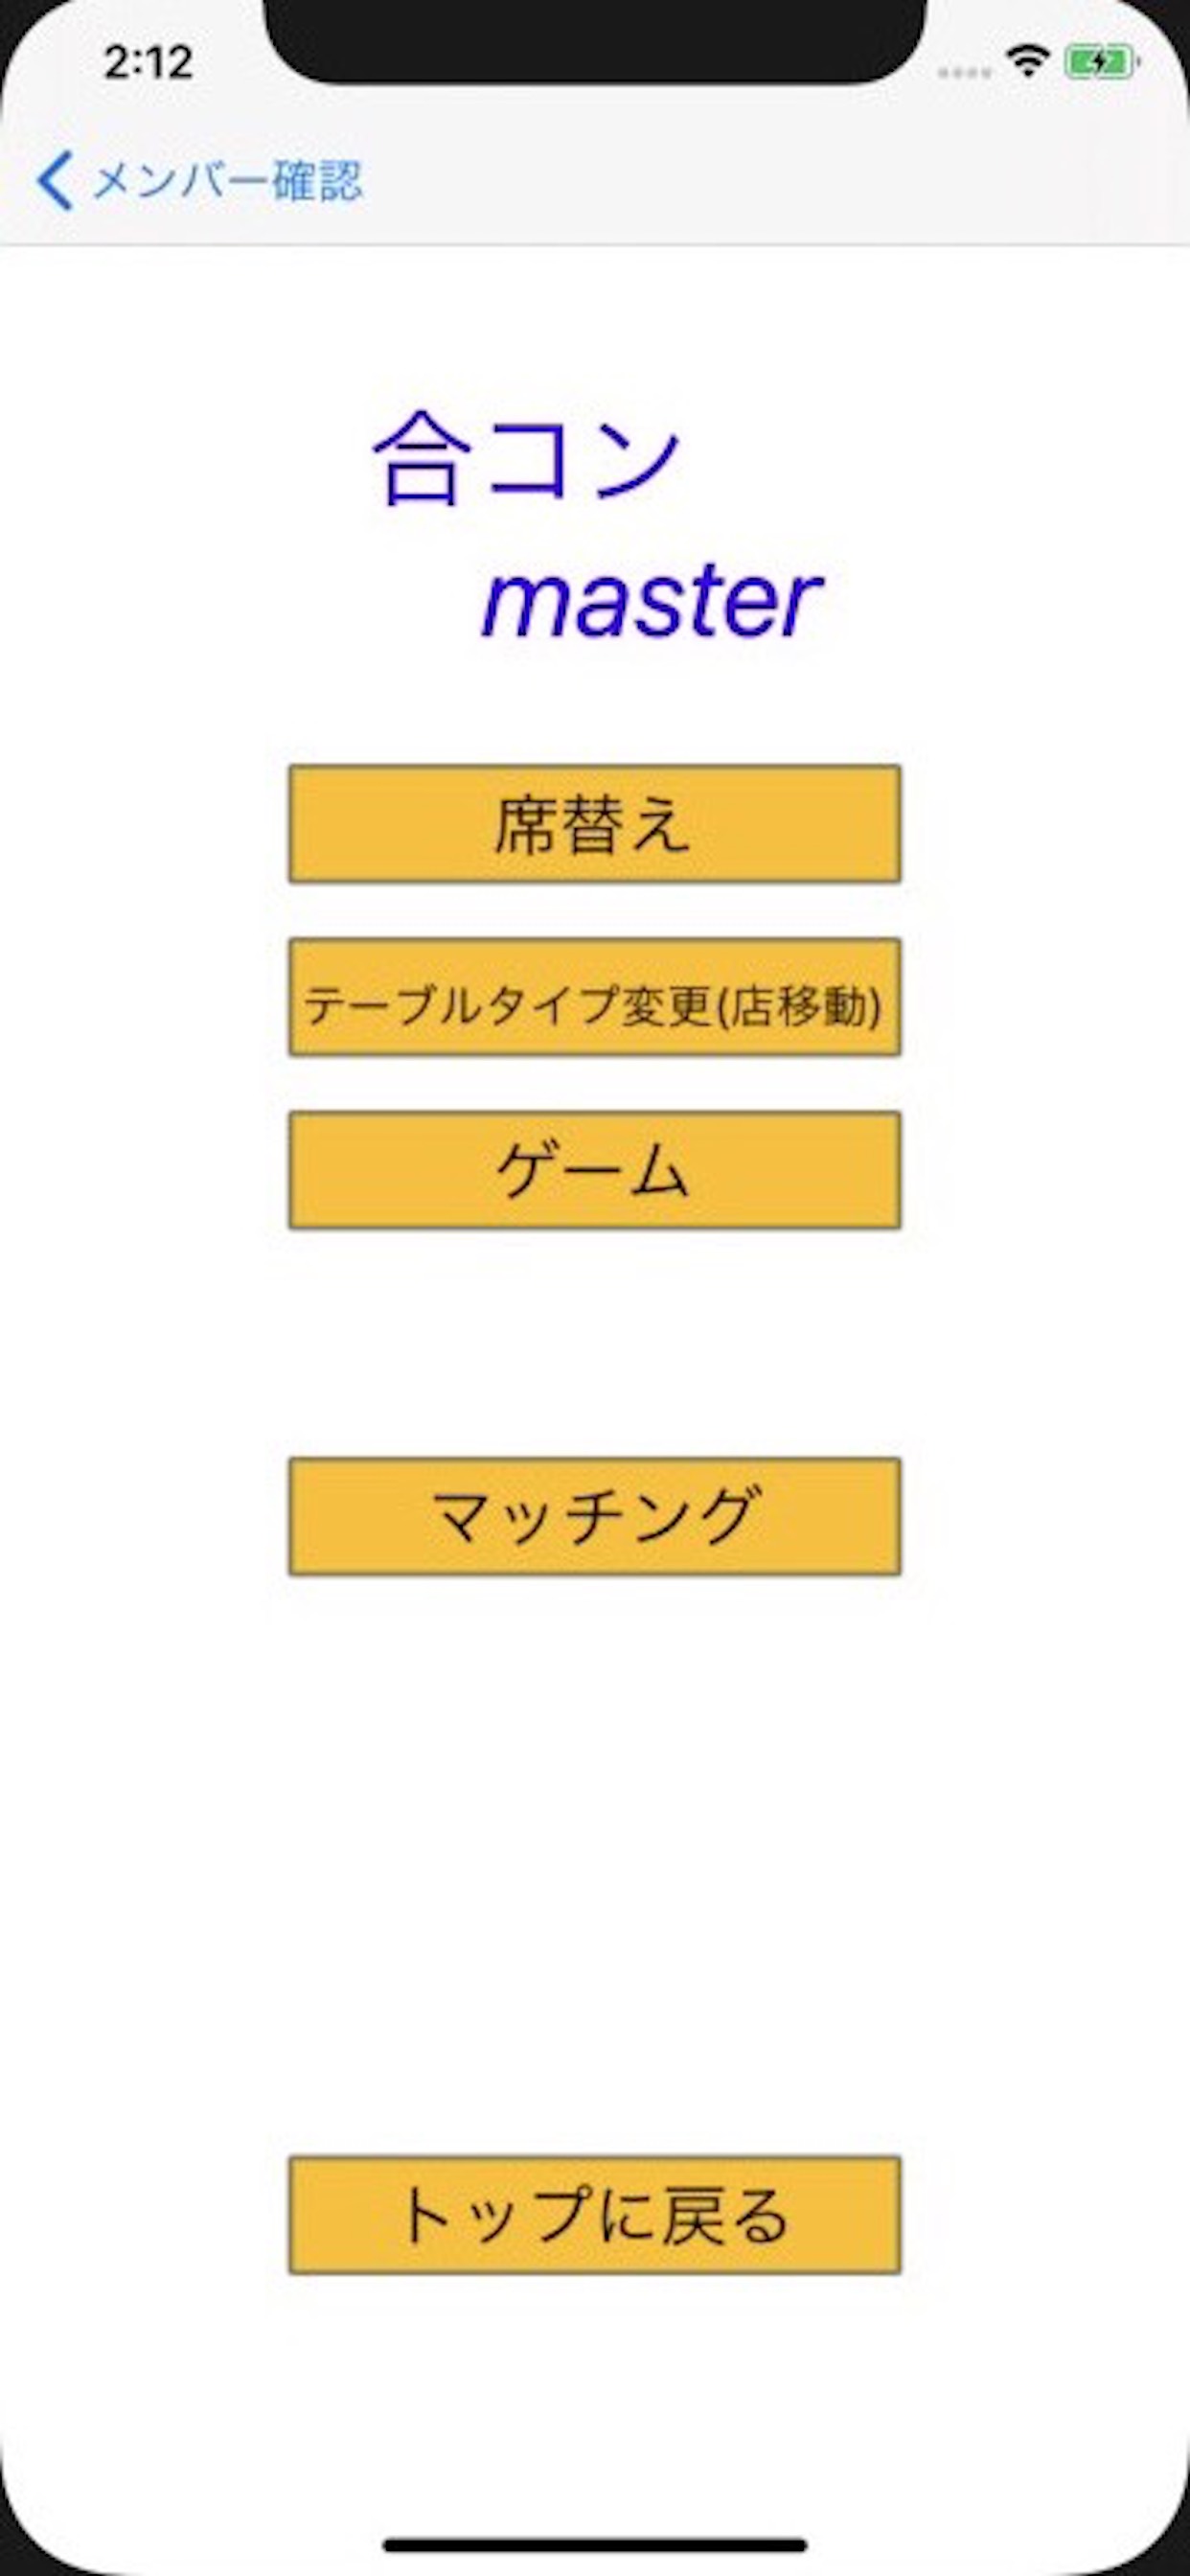 2:12
メンバー確認
合コン
master
席替え
テーブルタイプ変更(店移動)
ゲーム
マッチング
トップに戻る